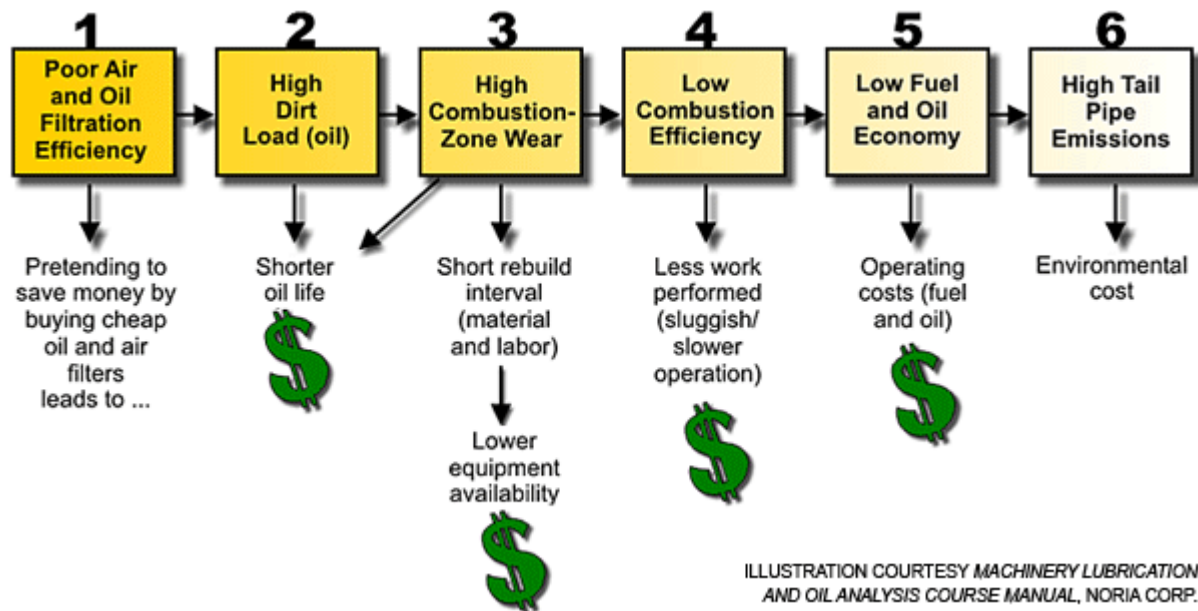 1
Poor Air
and Oil
Filtration
Efficiency
Pretending to
save money by
buying cheap
oil and air
filters
leads to ...
2
High
Dirt
Load (oil)
Shorter
oil life
$
3
High
Combustion-
Zone Wear
Short rebuild
interval
(material
and labor)
Lower
equipment
availability
$
4
Low
Combustion
Efficiency
Less work
performed
(sluggish/
slower
operation)
$
5
Low Fuel
and Oil
Economy
Operating
costs (fuel
and oil)
$
6
High Tail
Pipe
Emissions
Environmental
cost
ILLUSTRATION COURTESY MACHINERY LUBRICATION
AND OIL ANALYSIS COURSE MANUAL, NORIA CORP.